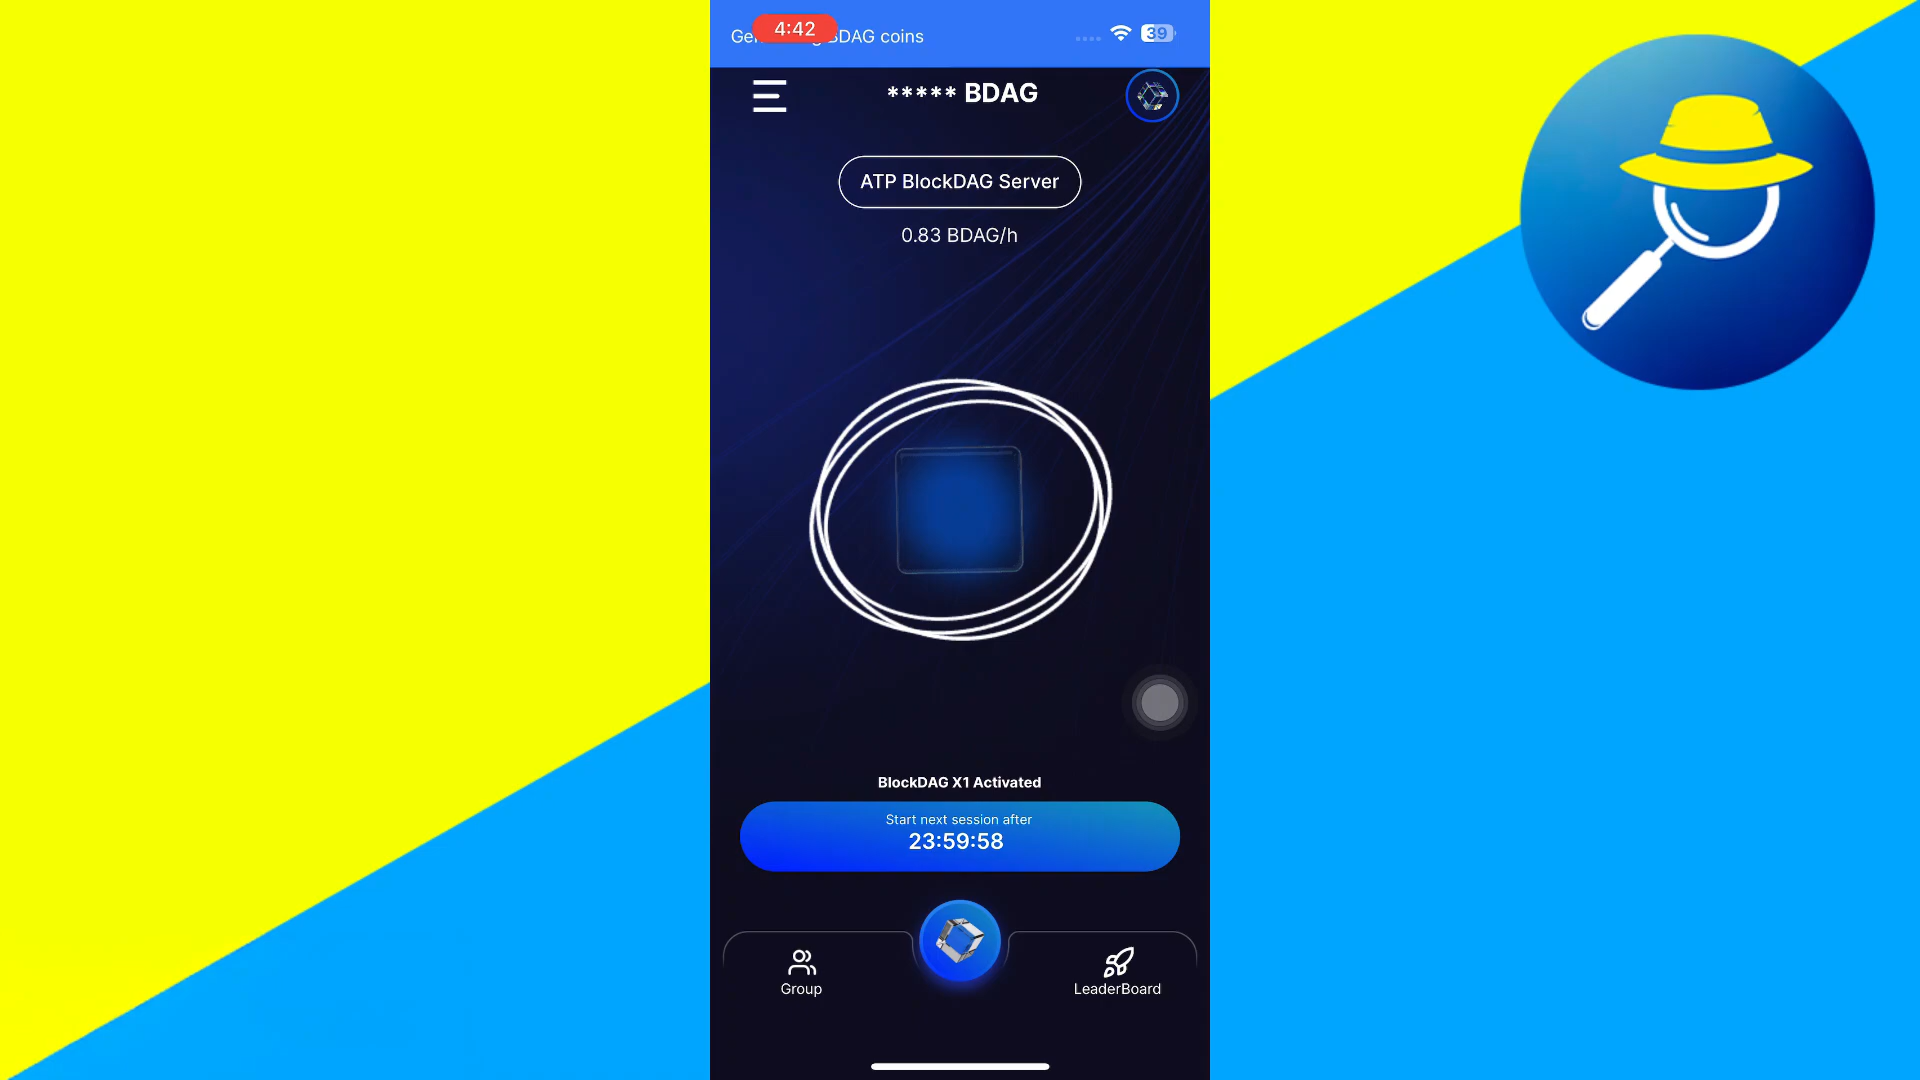 4:42
DAG coins
39
***** BDAG
ATP BlockDAG Server
0.83 BDAG/h
BlockDAG X1 Activated
Start next session after
23:59:58
Group
LeaderBoard